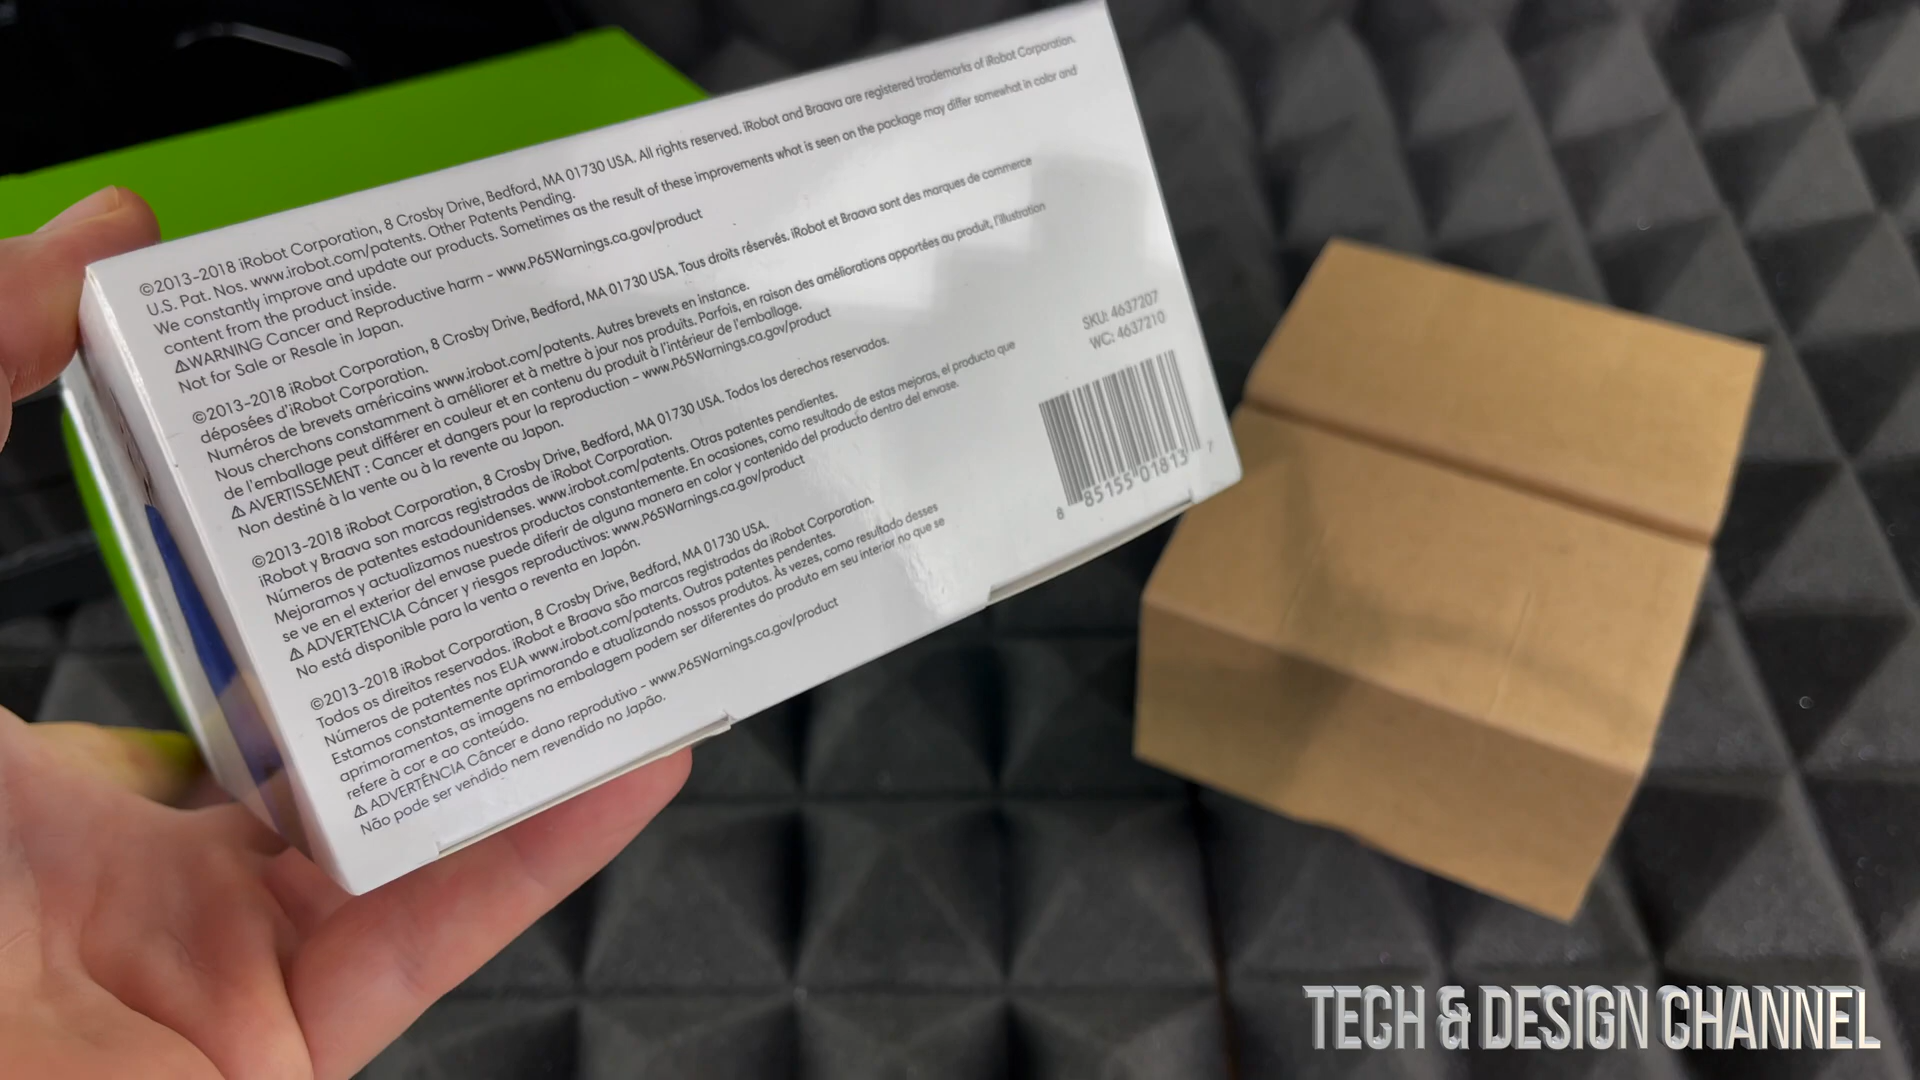 ©2013-2018 iRobot Corporation, 8 Crosby Drive, Bedford, MA 01730 USA. All rights reserved. iRobot and Braava are registered trademarks of iRobot Corporation.
U.S. Pat. Nos. www.irobot.com/patents. Other Patents Pending.
We constantly improve and update our products. Sometimes as the result of these improvements what is seen on the package may differ somewhat in color and
content from the product inside.
⚠WARNING Cancer and Reproductive harm - www.P65Warnings.ca.gov/product
Not for Sale or Resale in Japan.
©2013-2018 iRobot Corporation, 8 Crosby Drive, Bedford, MA 01730 USA. Tous droits réservés. iRobot et Braava sont des marques de commerce
déposées d'iRobot Corporation.
Numéros de brevets américains www.irobot.com/patents. Autres brevets en instance.
Nous cherchons constamment à améliorer et à mettre à jour nos produits. Parfois, en raison des améliorations apportées au produit, l'illustration
de l'emballage peut différer en couleur et en contenu du produit à l'intérieur de l'emballage.
⚠ AVERTISSEMENT : Cancer et dangers pour la reproduction - www.P65Warnings.ca.gov/product
Non destiné à la vente ou à la revente au Japon.
©2013-2018 iRobot Corporation, 8 Crosby Drive, Bedford, MA 01730 USA. Todos los derechos reservados.
iRobot y Braava son marcas registradas de iRobot Corporation.
Números de patentes estadounidenses. www.irobot.com/patents. Otras patentes pendientes.
Mejoramos y actualizamos nuestros productos constantemente. En ocasiones, como resultado de estas mejoras, el producto que
se ve en el exterior del envase puede diferir de alguna manera en color y contenido del producto dentro del envase.
⚠ ADVERTENCIA Cáncer y riesgos reproductivos: www.P65Warnings.ca.gov/product
No está disponible para la venta o reventa en Japón.
©2013-2018 iRobot Corporation, 8 Crosby Drive, Bedford, MA 01730 USA.
Todos os direitos reservados. iRobot e Braava são marcas registradas da iRobot Corporation.
Números de patentes nos EUA www.irobot.com/patents. Outras patentes pendentes.
Estamos constantemente aprimorando e atualizando nossos produtos. Às vezes, como resultado desses
aprimoramentos, as imagens na embalagem podem ser diferentes do produto em seu interior no que se
refere à cor e ao conteúdo.
⚠ ADVERTÊNCIA Câncer e dano reprodutivo - www.P65Warnings.ca.gov/product
Não pode ser vendido nem revendido no Japão.
SKU: 4637207
WC: 4637210
8 85155 01813 7
TECH & DESIGN CHANNEL